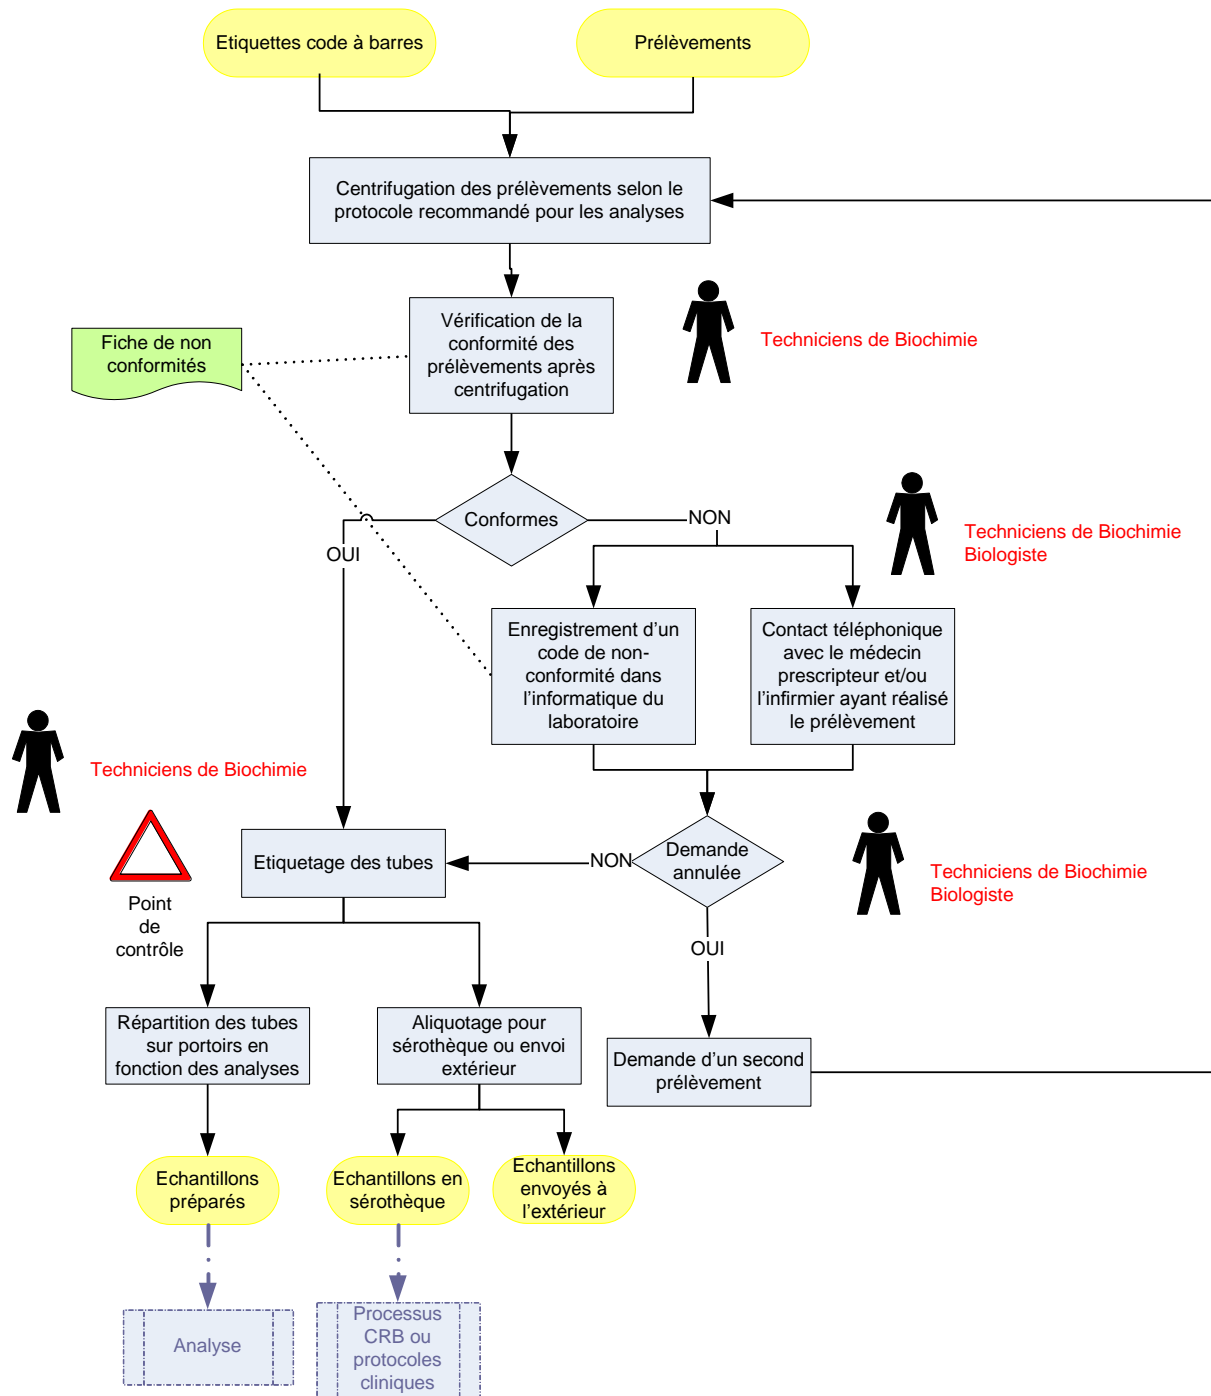 Etiquettes code à barres
Prélèvements
Centrifugation des prélèvements selon le
protocole recommandé pour les analyses
Vérification de la
conformité des
prélèvements après
centrifugation
Techniciens de Biochimie
Fiche de non
conformités
Conformes
NON
OUI
Techniciens de Biochimie
Biologiste
Enregistrement d’un
code de non-
conformité dans
l’informatique du
laboratoire
Contact téléphonique
avec le médecin
prescripteur et/ou
l’infirmier ayant réalisé
le prélèvement
Techniciens de Biochimie
Point
de
contrôle
Etiquetage des tubes
NON
Demande
annulée
Techniciens de Biochimie
Biologiste
OUI
Répartition des tubes
sur portoirs en
fonction des analyses
Aliquotage pour
sérothèque ou envoi
extérieur
Demande d’un second
prélèvement
Echantillons
préparés
Echantillons en
sérothèque
Echantillons
envoyés à
l’extérieur
Analyse
Processus
CRB ou
protocoles
cliniques